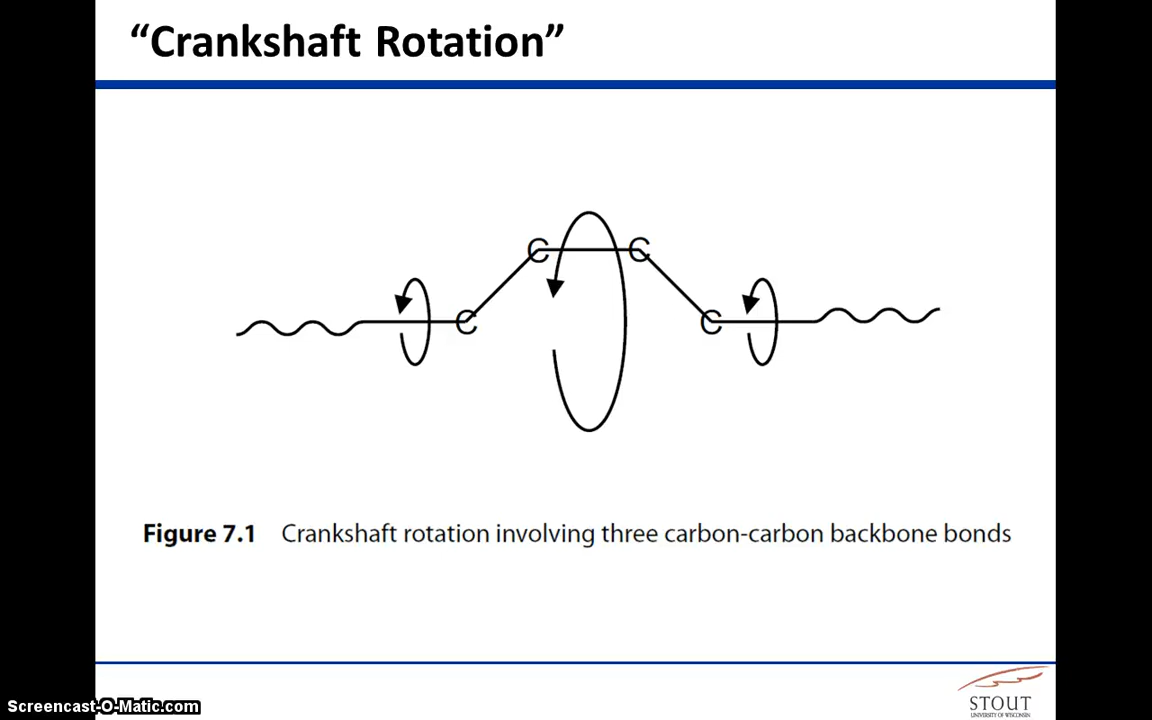 “Crankshaft Rotation”
C C
C C
Figure 7.1 Crankshaft rotation involving three carbon-carbon backbone bonds
Screencast-O-Matic.com
STOUT
UNIVERSITY OF WISCONSIN